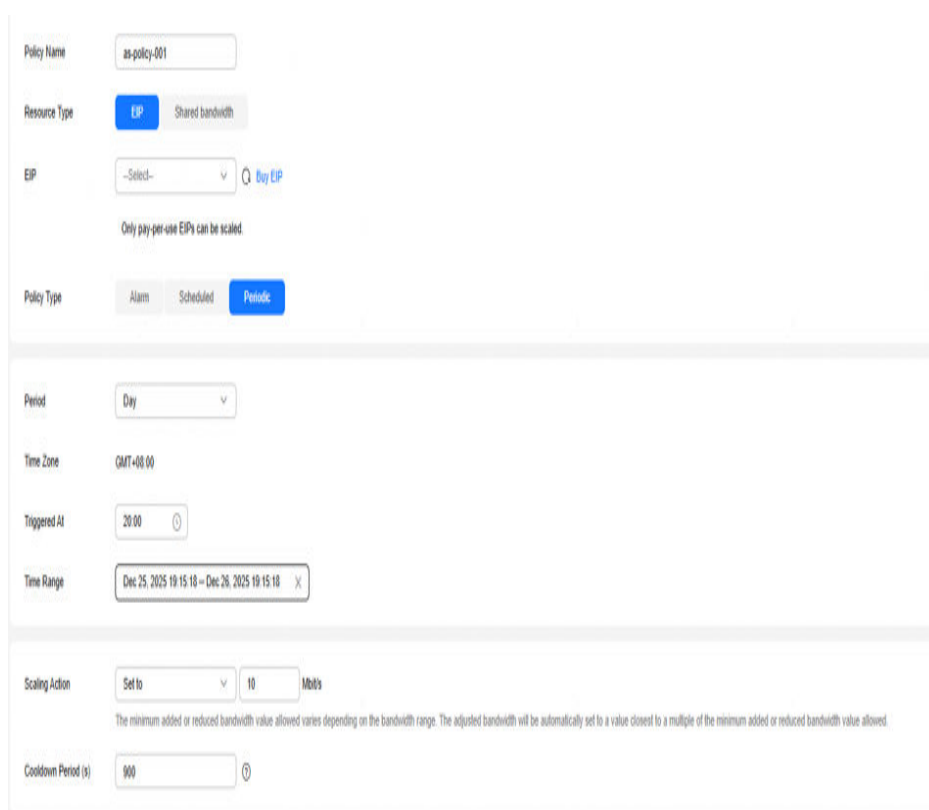 Policy Name as-policy-001
Resource Type EIP Shared bandwidth
EIP --Select-- Buy EIP
Only pay-per-use EIPs can be scaled.
Policy Type Alarm Scheduled Periodic
Period Day
Time Zone GMT+08:00
Triggered At 20:00
Time Range Dec 25, 2025 19:15:18 – Dec 26, 2025 19:15:18
Scaling Action Set to 10 Mbit/s
The minimum added or reduced bandwidth value allowed varies depending on the bandwidth range. The adjusted bandwidth will be automatically set to a value closest to a multiple of the minimum added or reduced bandwidth value allowed.
Cooldown Period (s) 900